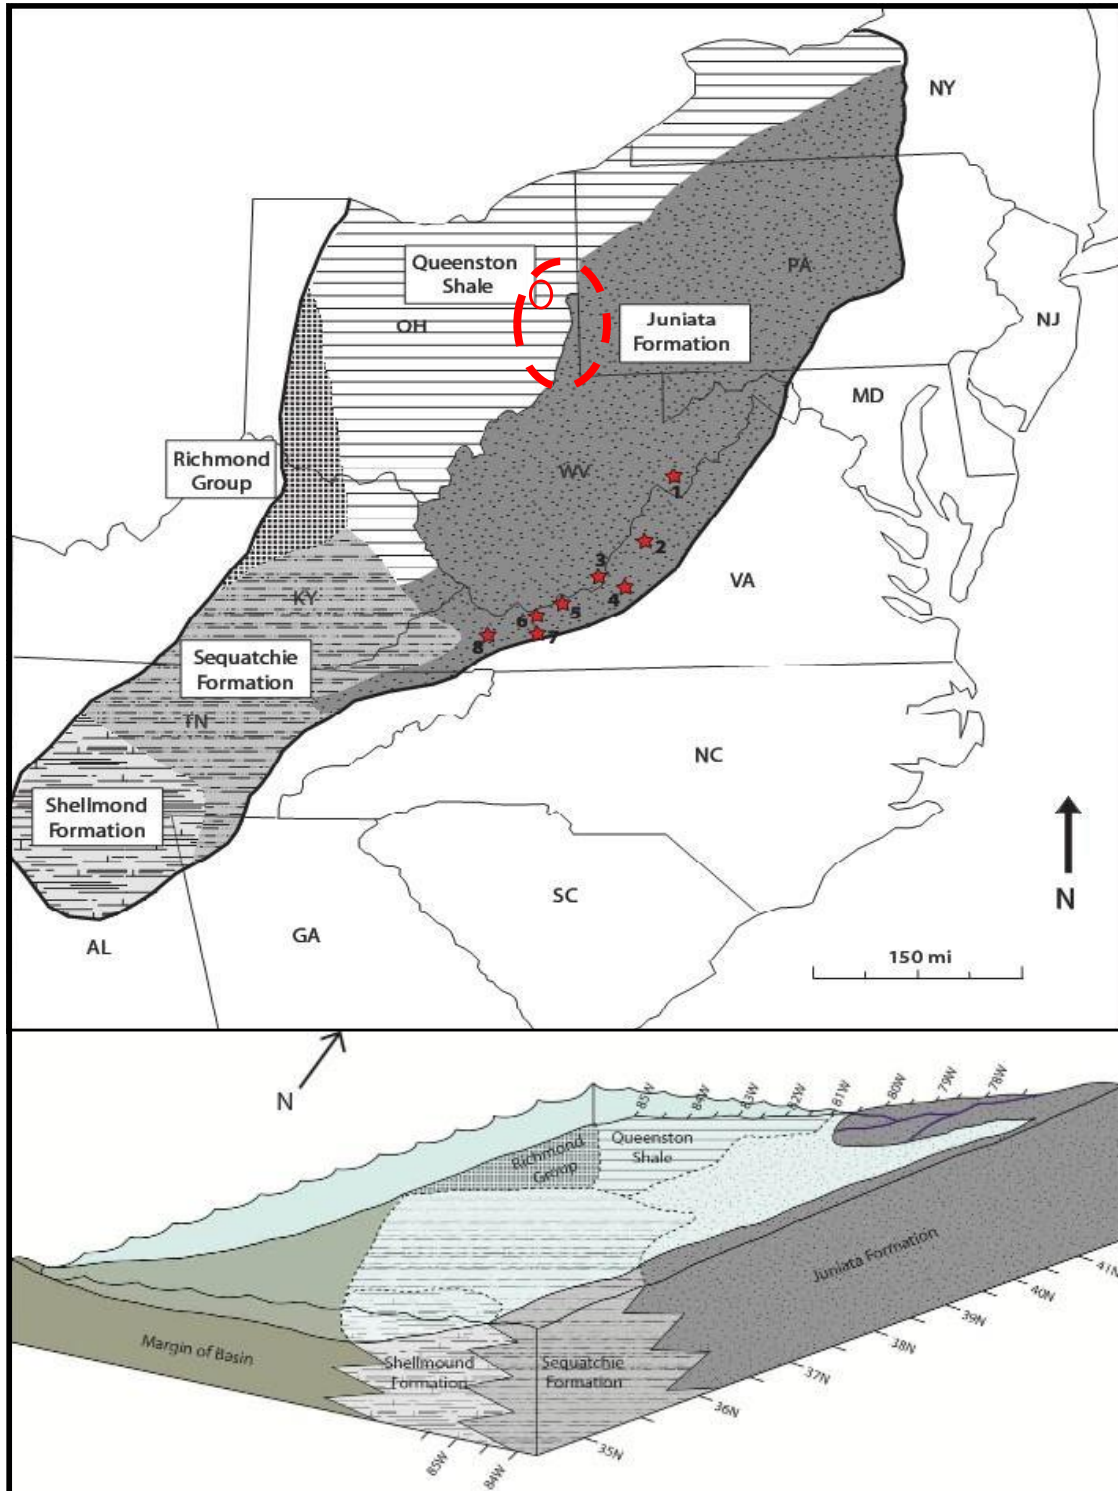 NY
PA
Queenston
Shale
OH
Juniata
Formation
NJ
MD
Richmond
Group
WV
1
2
3
4
5
6
7
8
VA
KY
Sequatchie
Formation
TN
NC
Shellmond
Formation
SC
N
AL
GA
150 mi
N
85W
84W
83W
82W
81W
80W
79W
78W
Richmond
Group
Queenston
Shale
Juniata Formation
41N
40N
39N
38N
37N
36N
35N
Margin of Basin
Shellmound
Formation
Sequatchie
Formation
85W
84W